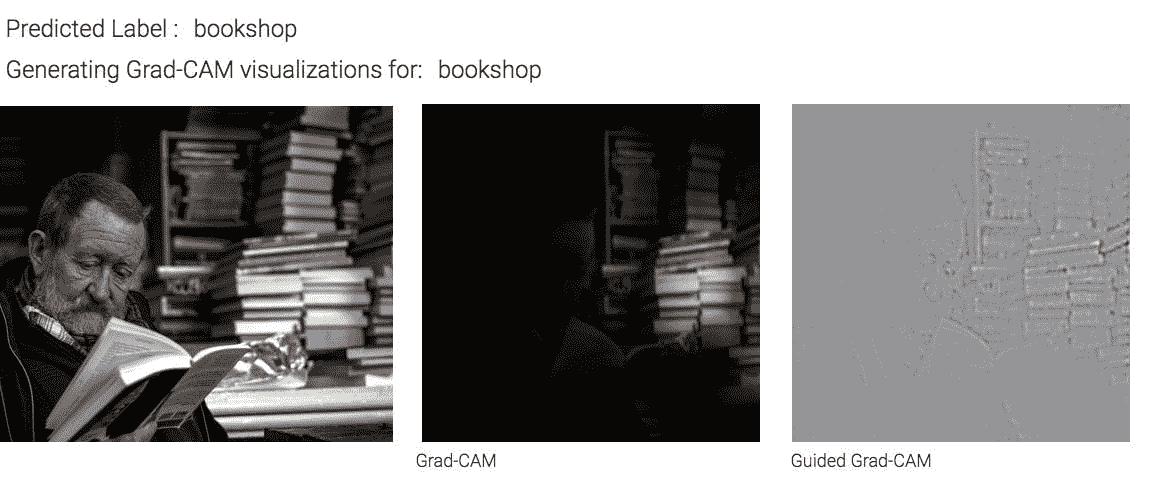 Predicted Label : bookshop
Generating Grad-CAM visualizations for: bookshop
Grad-CAM
Guided Grad-CAM